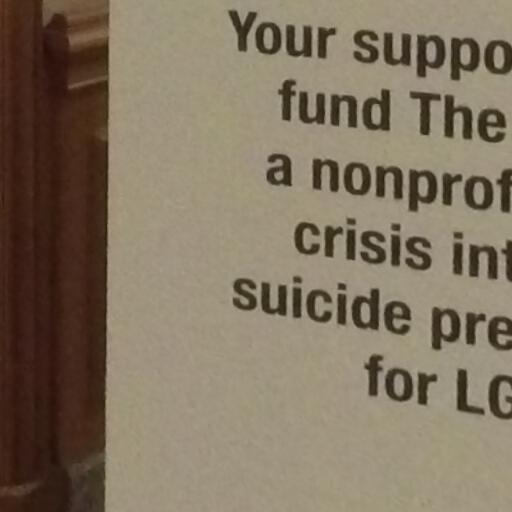 Your suppo
fund The
a nonprof
crisis int
suicide pre
for LG